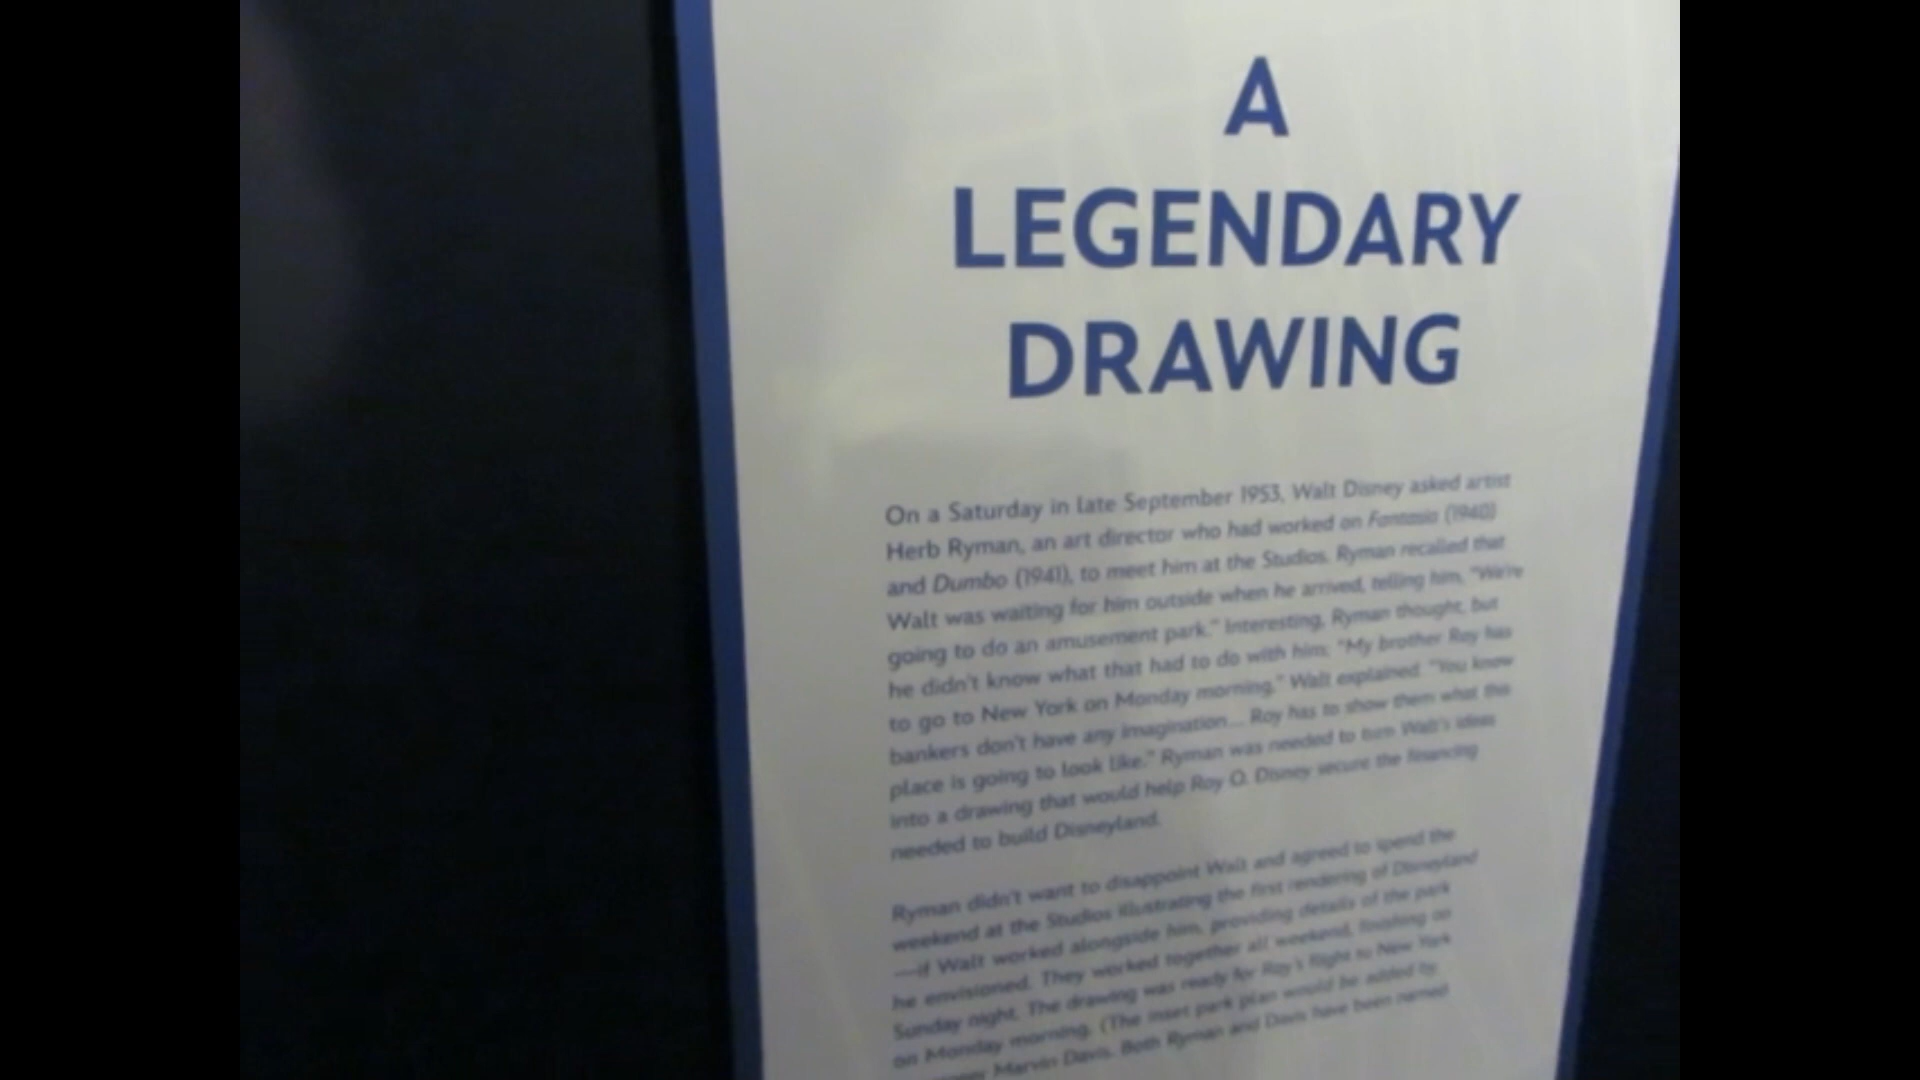 A
LEGENDARY
DRAWING
On a Saturday in late September 1953, Walt Disney asked artist
Herb Ryman, an art director who had worked on Fantasia (1940)
and Dumbo (1941), to meet him at the Studios. Ryman recalled that
Walt was waiting for him outside when he arrived, telling him, "We're
going to do an amusement park." Interesting, Ryman thought, but
he didn't know what that had to do with him. "My brother Roy has
to go to New York on Monday morning," Walt explained. "You know
bankers don't have any imagination... Roy has to show them what this
place is going to look like." Ryman was needed to turn Walt's ideas
into a drawing that would help Roy O. Disney secure the financing
needed to build Disneyland.
Ryman didn't want to disappoint Walt and agreed to spend the
weekend at the Studios illustrating the first rendering of Disneyland
—if Walt worked alongside him, providing details of the park
he envisioned. They worked together all weekend, finishing on
Sunday night. The drawing was ready for Roy's flight to New York
on Monday morning. (The inset park plan would be added by
Marvin Davis. Both Ryman and Davis have been named